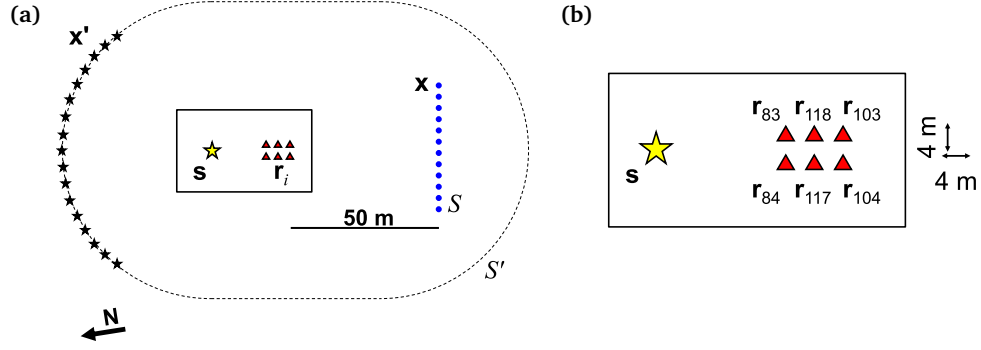 (a)
x'
x
s
r_i
50 m
S
S'
N
(b)
r_83 r_118 r_103
s
r_84 r_117 r_104
4 m
4 m